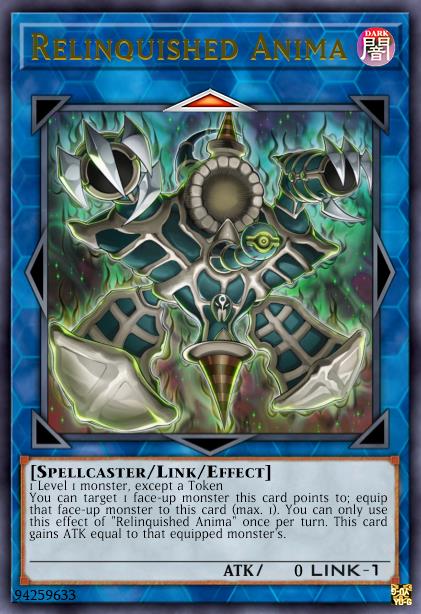 Relinquished Anima
DARK
闇
[Spellcaster/Link/Effect]
1 Level 1 monster, except a Token
You can target 1 face-up monster this card points to; equip
that face-up monster to this card (max. 1). You can only use
this effect of "Relinquished Anima" once per turn. This card
gains ATK equal to that equipped monster's.
ATK/ 0 LINK-1
94259633